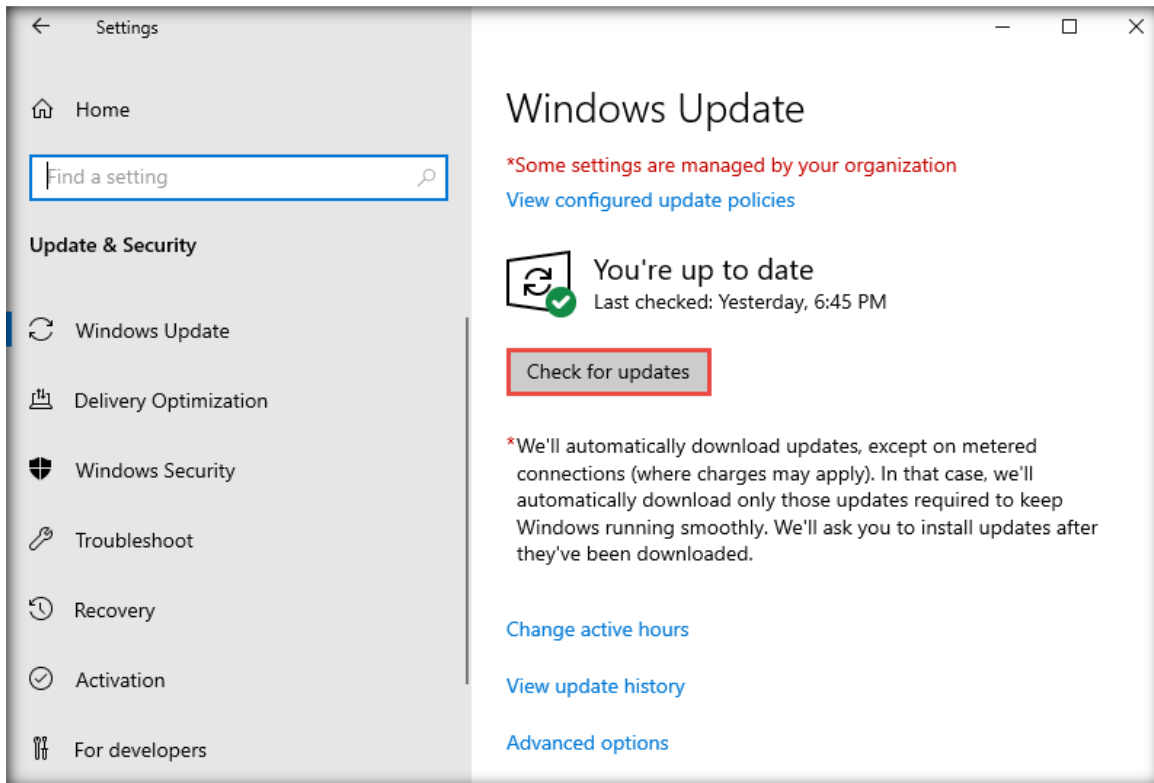 Settings
Home
Find a setting
Update & Security
Windows Update
Delivery Optimization
Windows Security
Troubleshoot
Recovery
Activation
For developers
Windows Update
*Some settings are managed by your organization
View configured update policies
You're up to date
Last checked: Yesterday, 6:45 PM
Check for updates
*We'll automatically download updates, except on metered
connections (where charges may apply). In that case, we'll
automatically download only those updates required to keep
Windows running smoothly. We'll ask you to install updates after
they've been downloaded.
Change active hours
View update history
Advanced options